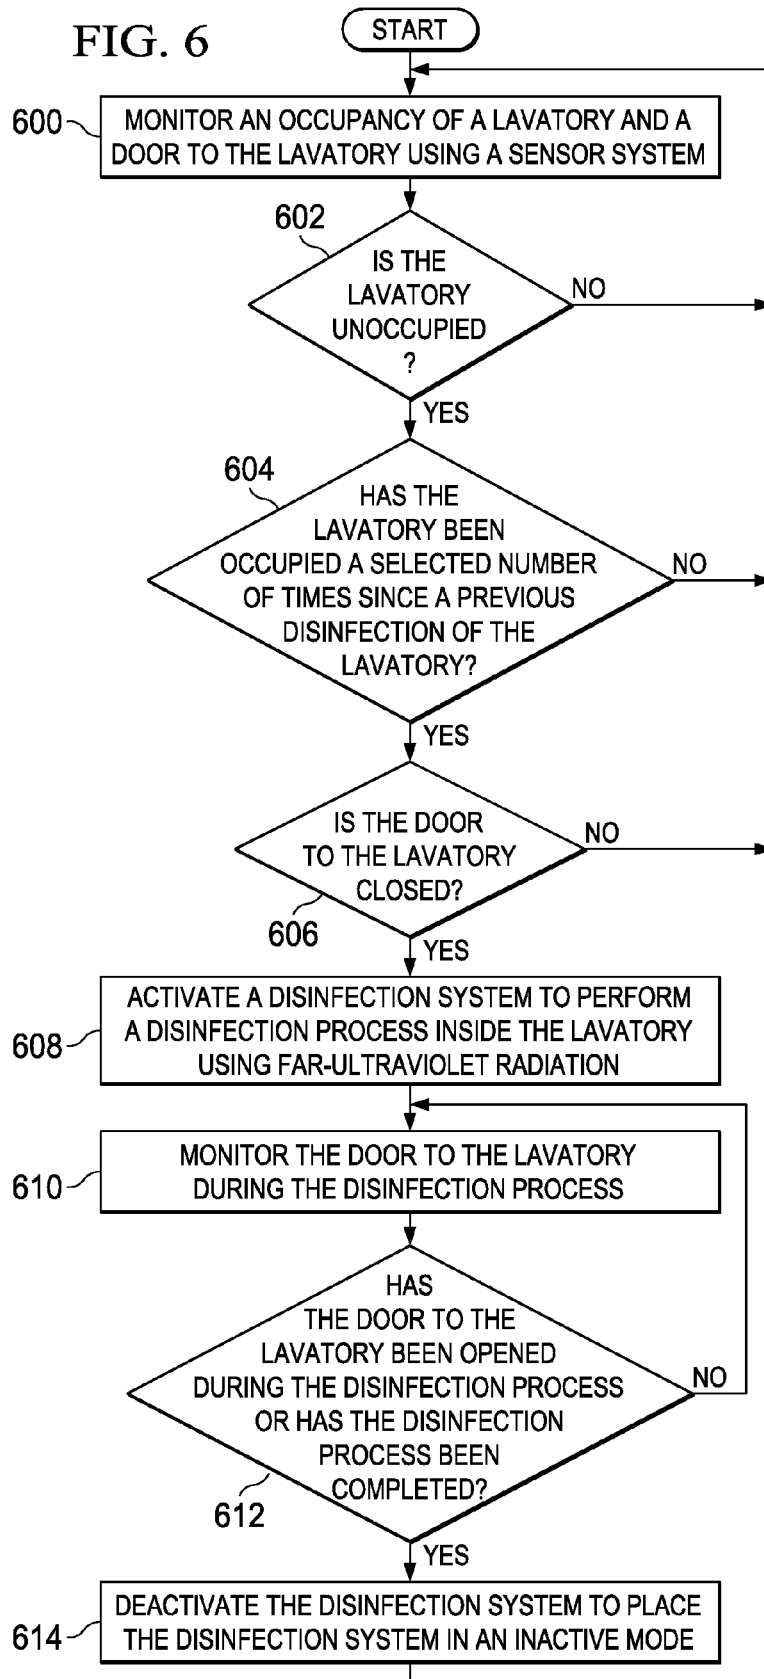 FIG. 6
START
600
MONITOR AN OCCUPANCY OF A LAVATORY AND A
DOOR TO THE LAVATORY USING A SENSOR SYSTEM
602
IS THE
LAVATORY
UNOCCUPIED
?
NO
YES
604
HAS THE
LAVATORY BEEN
OCCUPIED A SELECTED NUMBER
OF TIMES SINCE A PREVIOUS
DISINFECTION OF THE
LAVATORY?
NO
YES
IS THE DOOR
TO THE LAVATORY
CLOSED?
NO
606
YES
608
ACTIVATE A DISINFECTION SYSTEM TO PERFORM
A DISINFECTION PROCESS INSIDE THE LAVATORY
USING FAR-ULTRAVIOLET RADIATION
610
MONITOR THE DOOR TO THE LAVATORY
DURING THE DISINFECTION PROCESS
HAS
THE DOOR TO THE
LAVATORY BEEN OPENED
DURING THE DISINFECTION PROCESS
OR HAS THE DISINFECTION
PROCESS BEEN
COMPLETED?
NO
612
YES
614
DEACTIVATE THE DISINFECTION SYSTEM TO PLACE
THE DISINFECTION SYSTEM IN AN INACTIVE MODE